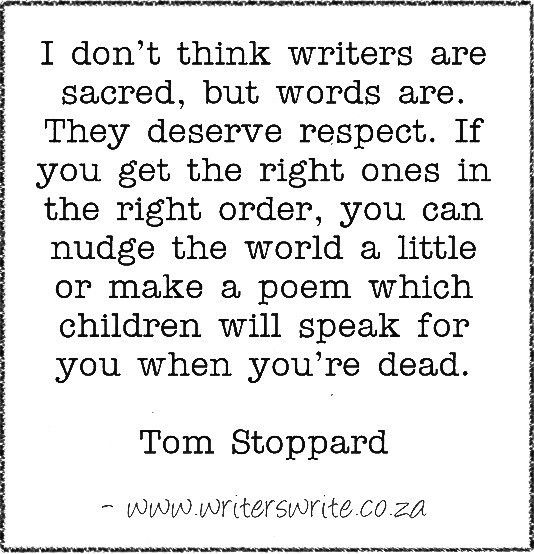 I don't think writers are
sacred, but words are.
They deserve respect. If
you get the right ones in
the right order, you can
nudge the world a little
or make a poem which
children will speak for
you when you're dead.
Tom Stoppard
- www.writerswrite.co.za